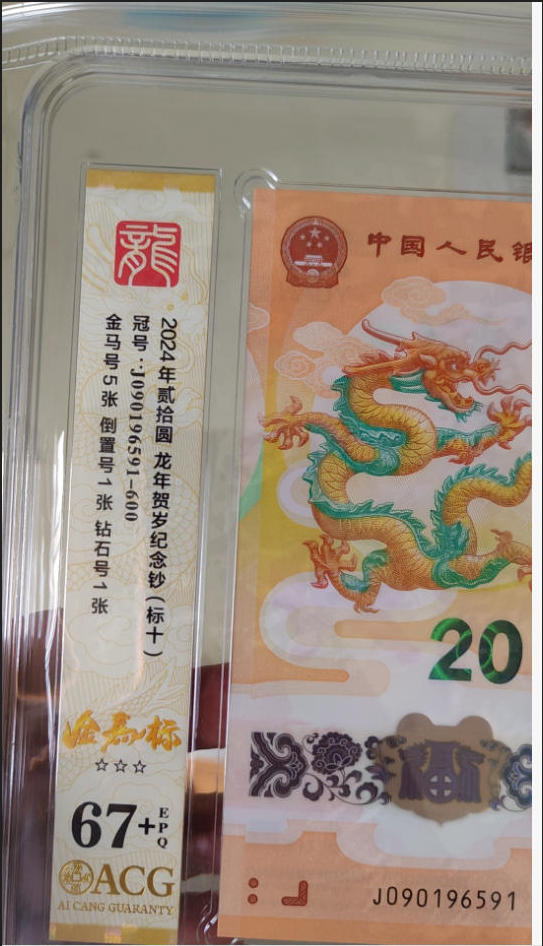 龍
2024年贰拾圆 龙年贺岁纪念钞(标十)
冠号:J090196591-600
金马号5张 倒置号1张 钻石号1张
金马标
☆☆☆
67+
EPQ
ACG
AI CANG GUARANTY
中国人民银
20
J090196591